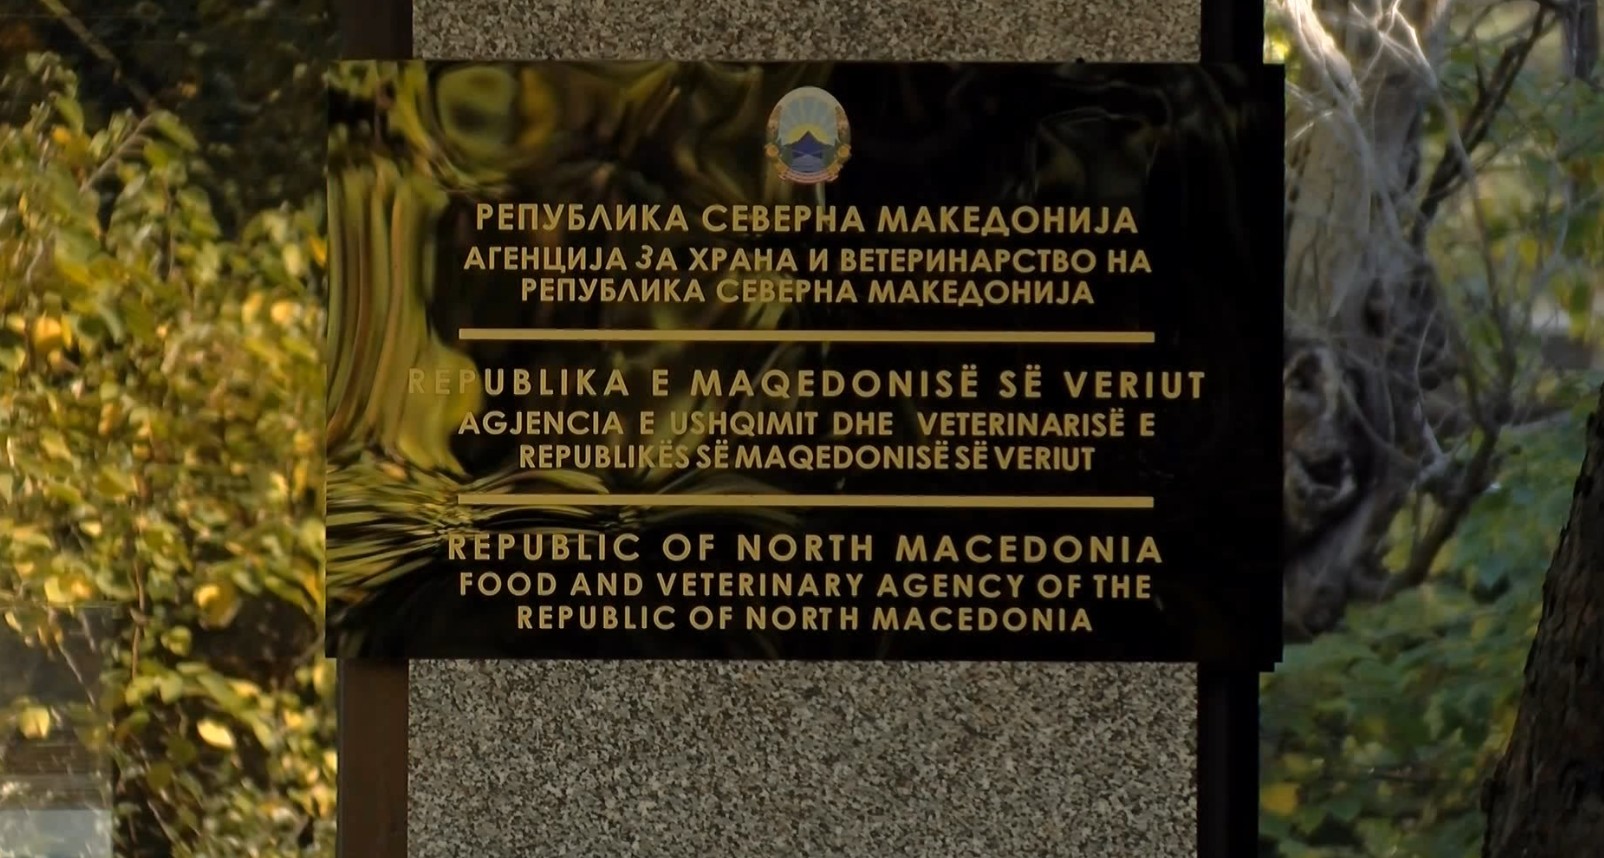 РЕПУБЛИКА СЕВЕРНА МАКЕДОНИЈА
АГЕНЦИЈА ЗА ХРАНА И ВЕТЕРИНАРСТВО НА
РЕПУБЛИКА СЕВЕРНА МАКЕДОНИЈА
REPUBLIKA E MAQEDONISË SË VERIUT
AGJENCIA E USHQIMIT DHE VETERINARISË E
REPUBLIKËS SË MAQEDONISË SË VERIUT
REPUBLIC OF NORTH MACEDONIA
FOOD AND VETERINARY AGENCY OF THE
REPUBLIC OF NORTH MACEDONIA